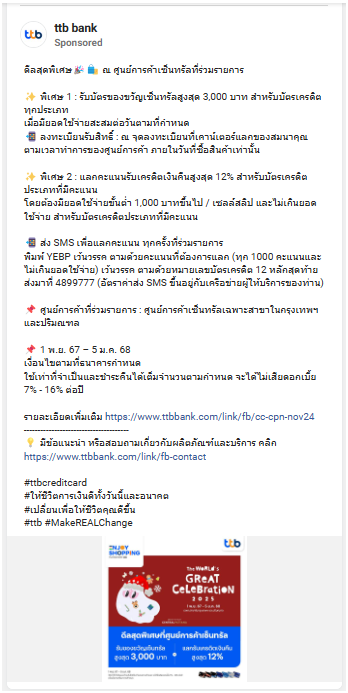 ttb
ttb bank
Sponsored
ดีลสุดพิเศษ 🎉 🛍️ ณ ศูนย์การค้าเซ็นทรัลที่ร่วมรายการ
✨ พิเศษ 1 : รับบัตรของขวัญเซ็นทรัลสูงสุด 3,000 บาท สำหรับบัตรเครดิต
ทุกประเภท
เมื่อมียอดใช้จ่ายสะสมต่อวันตามที่กำหนด
📲 ลงทะเบียนรับสิทธิ์ : ณ จุดลงทะเบียนที่เคาน์เตอร์แลกของสมนาคุณ
ตามเวลาทำการของศูนย์การค้า ภายในวันที่ซื้อสินค้าเท่านั้น
✨ พิเศษ 2 : แลกคะแนนรับเครดิตเงินคืนสูงสุด 12% สำหรับบัตรเครดิต
ประเภทที่มีคะแนน
โดยต้องมียอดใช้จ่ายขั้นต่ำ 1,000 บาทขึ้นไป / เซลล์สลิป และไม่เกินยอด
ใช้จ่าย สำหรับบัตรเครดิตประเภทที่มีคะแนน
📲 ส่ง SMS เพื่อแลกคะแนน ทุกครั้งที่ร่วมรายการ
พิมพ์ YEBP เว้นวรรค ตามด้วยคะแนนที่ต้องการแลก (ทุก 1000 คะแนนและ
ไม่เกินยอดใช้จ่าย) เว้นวรรค ตามด้วยหมายเลขบัตรเครดิต 12 หลักสุดท้าย
ส่งมาที่ 4899777 (อัตราค่าส่ง SMS ขึ้นอยู่กับเครือข่ายผู้ให้บริการของท่าน)
📌 ศูนย์การค้าที่ร่วมรายการ : ศูนย์การค้าเซ็นทรัลเฉพาะสาขาในกรุงเทพฯ
และปริมณฑล
📌 1 พ.ย. 67 – 5 ม.ค. 68
เงื่อนไขตามที่ธนาคารกำหนด
ใช้เท่าที่จำเป็นและชำระคืนได้เต็มจำนวนตามกำหนด จะได้ไม่เสียดอกเบี้ย
7% - 16% ต่อปี
รายละเอียดเพิ่มเติม https://www.ttbbank.com/link/fb/cc-cpn-nov24
------------------------------------
💡 มีข้อแนะนำ หรือสอบถามเกี่ยวกับผลิตภัณฑ์และบริการ คลิก
https://www.ttbbank.com/link/fb-contact
#ttbcreditcard
#ให้ชีวิตการเงินดีทั้งวันนี้และอนาคต
#เปลี่ยนเพื่อให้ชีวิตคุณดีขึ้น
#ttb #MakeREALChange
ENJOY
SHOPPING
ttb
THE WORLD'S
GREAT
CELEBRATION
2025
ดีลสุดพิเศษที่ศูนย์การค้าเซ็นทรัล
รับของขวัญเซ็นทรัล
สูงสุด 3,000 บาท
แลกรับเครดิตเงินคืน
สูงสุด 12%